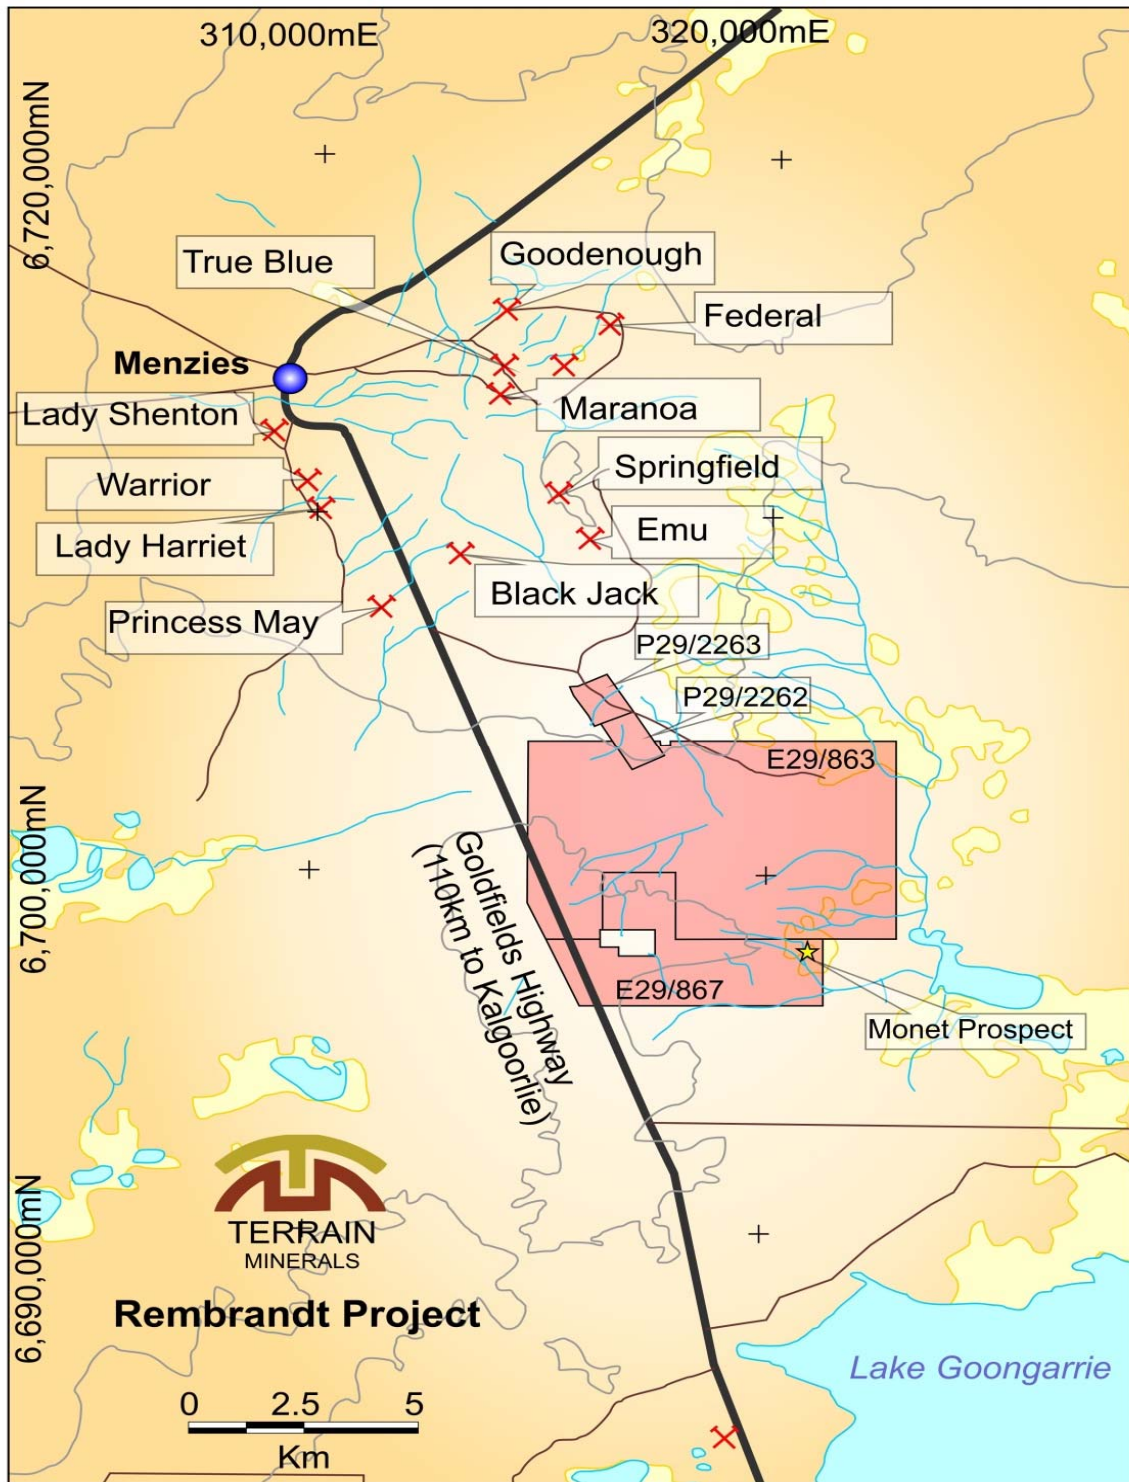 310,000mE
320,000mE
6,720,000mN
True Blue
Goodenough
Federal
Menzies
Maranoa
Lady Shenton
Springfield
Warrior
Emu
Lady Harriet
Black Jack
Princess May
P29/2263
P29/2262
E29/863
6,700,000mN
Goldfields Highway
(110km to Kalgoorlie)
E29/867
Monet Prospect
TERRAIN
MINERALS
6,690,000mN
Rembrandt Project
Lake Goongarrie
0 2.5 5
Km